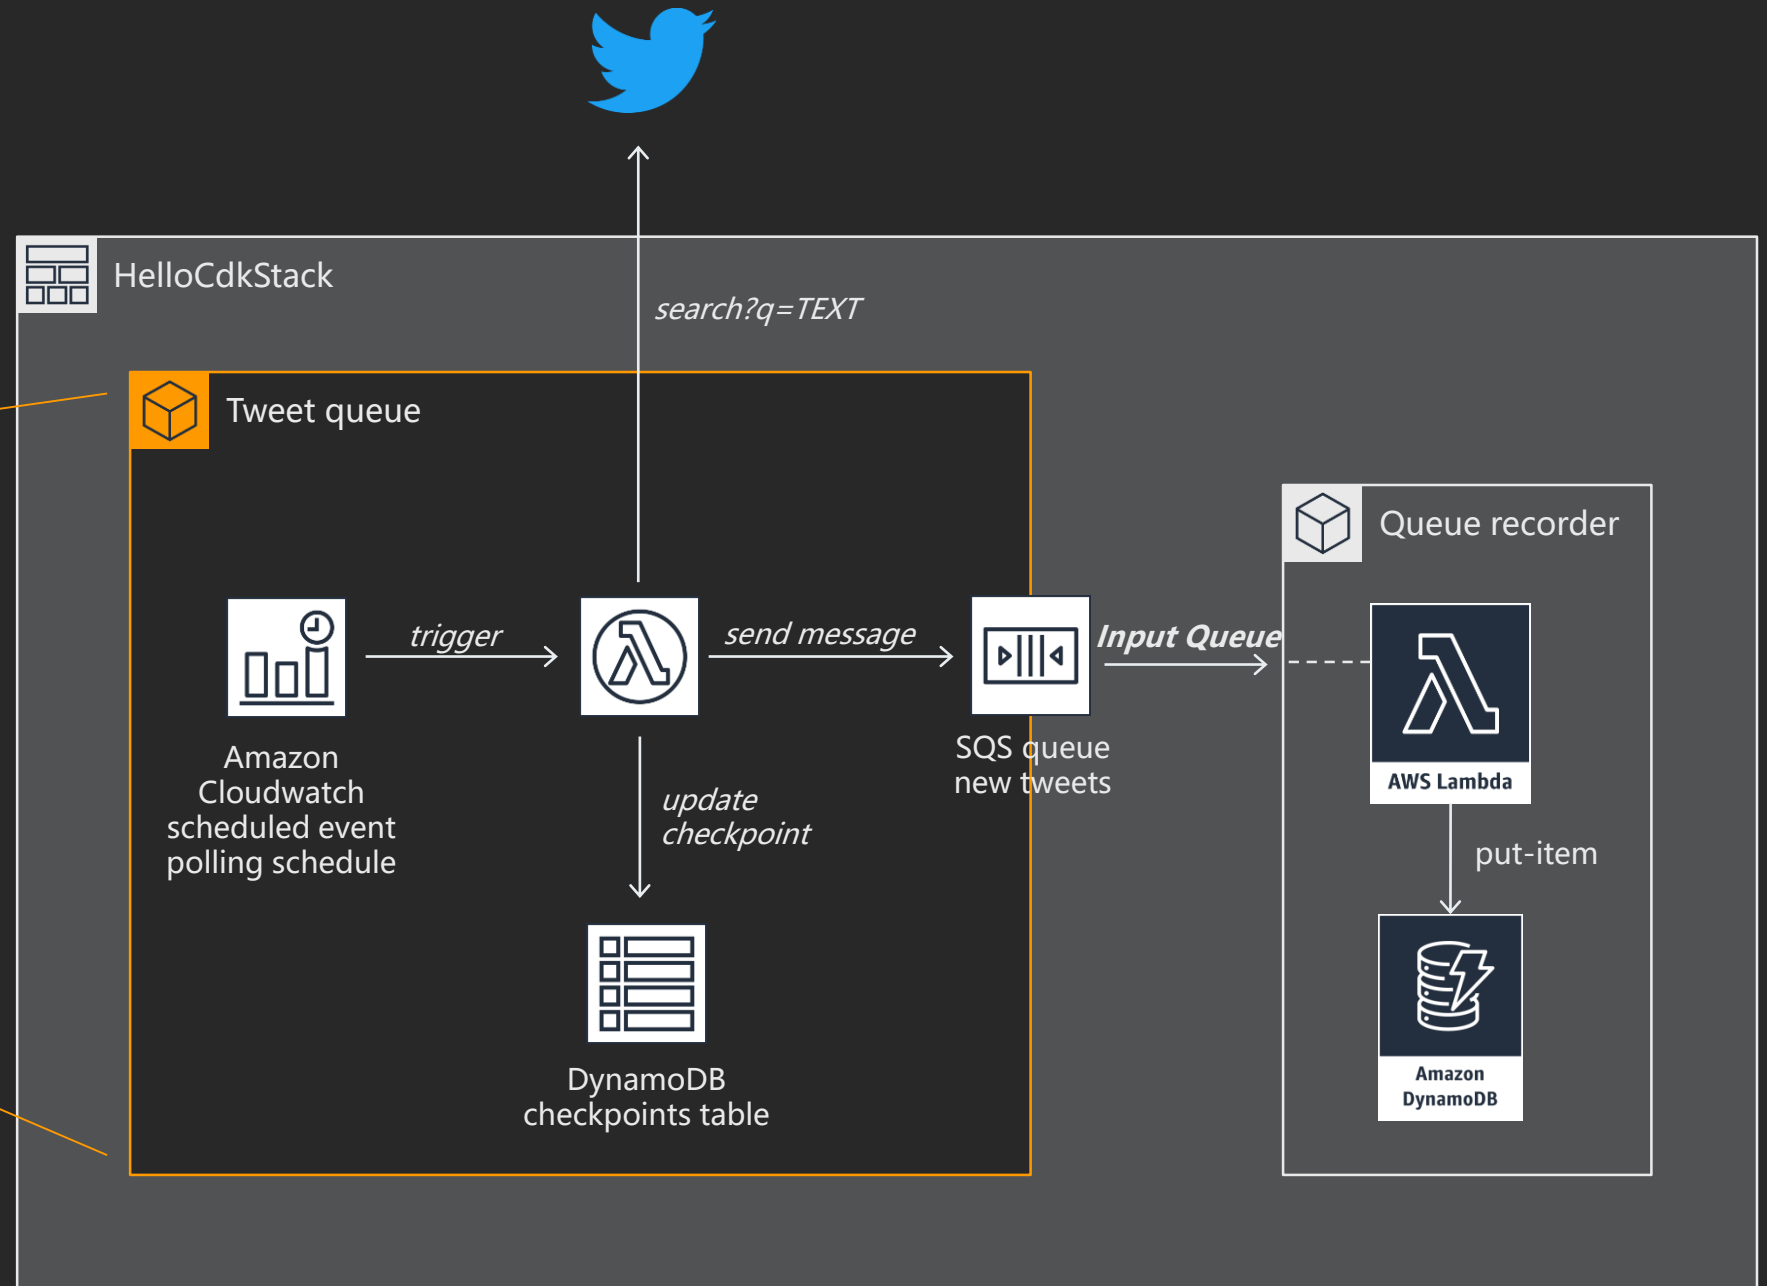 HelloCdkStack
search?q=TEXT
Tweet queue
Queue recorder
trigger
send message
Input Queue
Amazon
Cloudwatch
scheduled event
polling schedule
SQS queue
new tweets
AWS Lambda
update
checkpoint
put-item
DynamoDB
checkpoints table
Amazon
DynamoDB